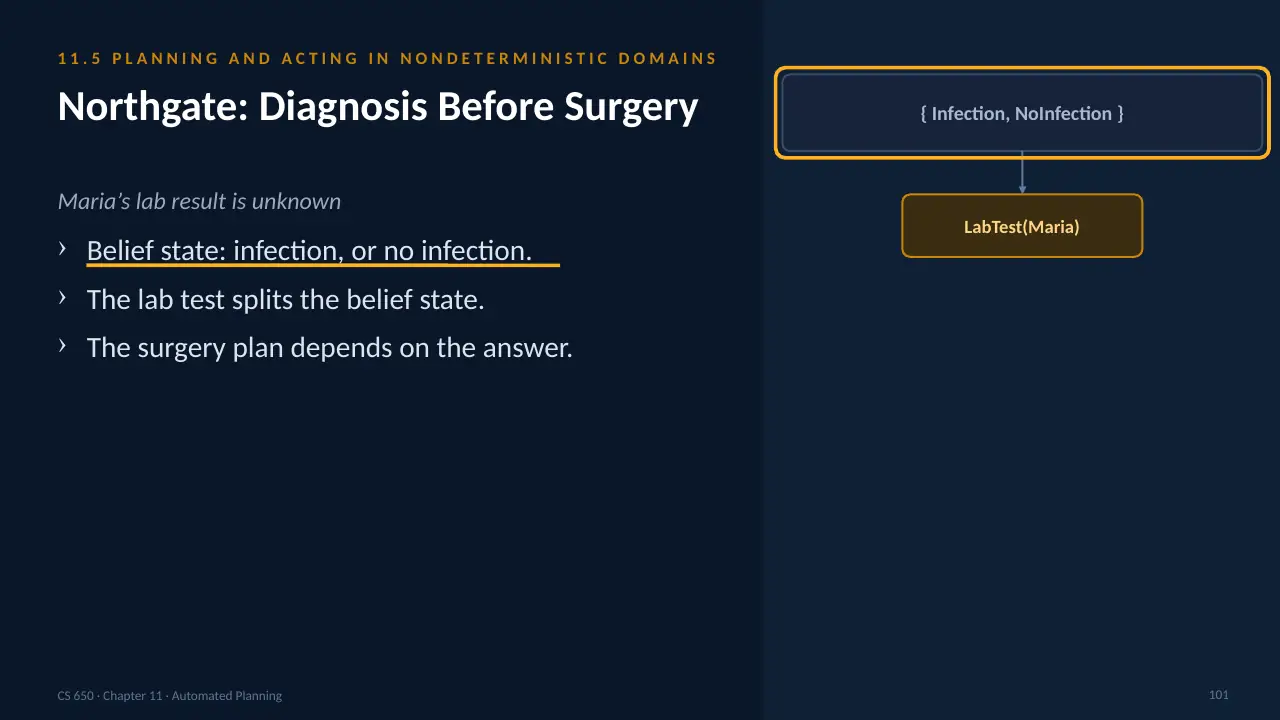 11.5 PLANNING AND ACTING IN NONDETERMINISTIC DOMAINS
Northgate: Diagnosis Before Surgery
Maria’s lab result is unknown
› Belief state: infection, or no infection.
› The lab test splits the belief state.
› The surgery plan depends on the answer.
{ Infection, NoInfection }
LabTest(Maria)
CS 650 · Chapter 11 · Automated Planning
101